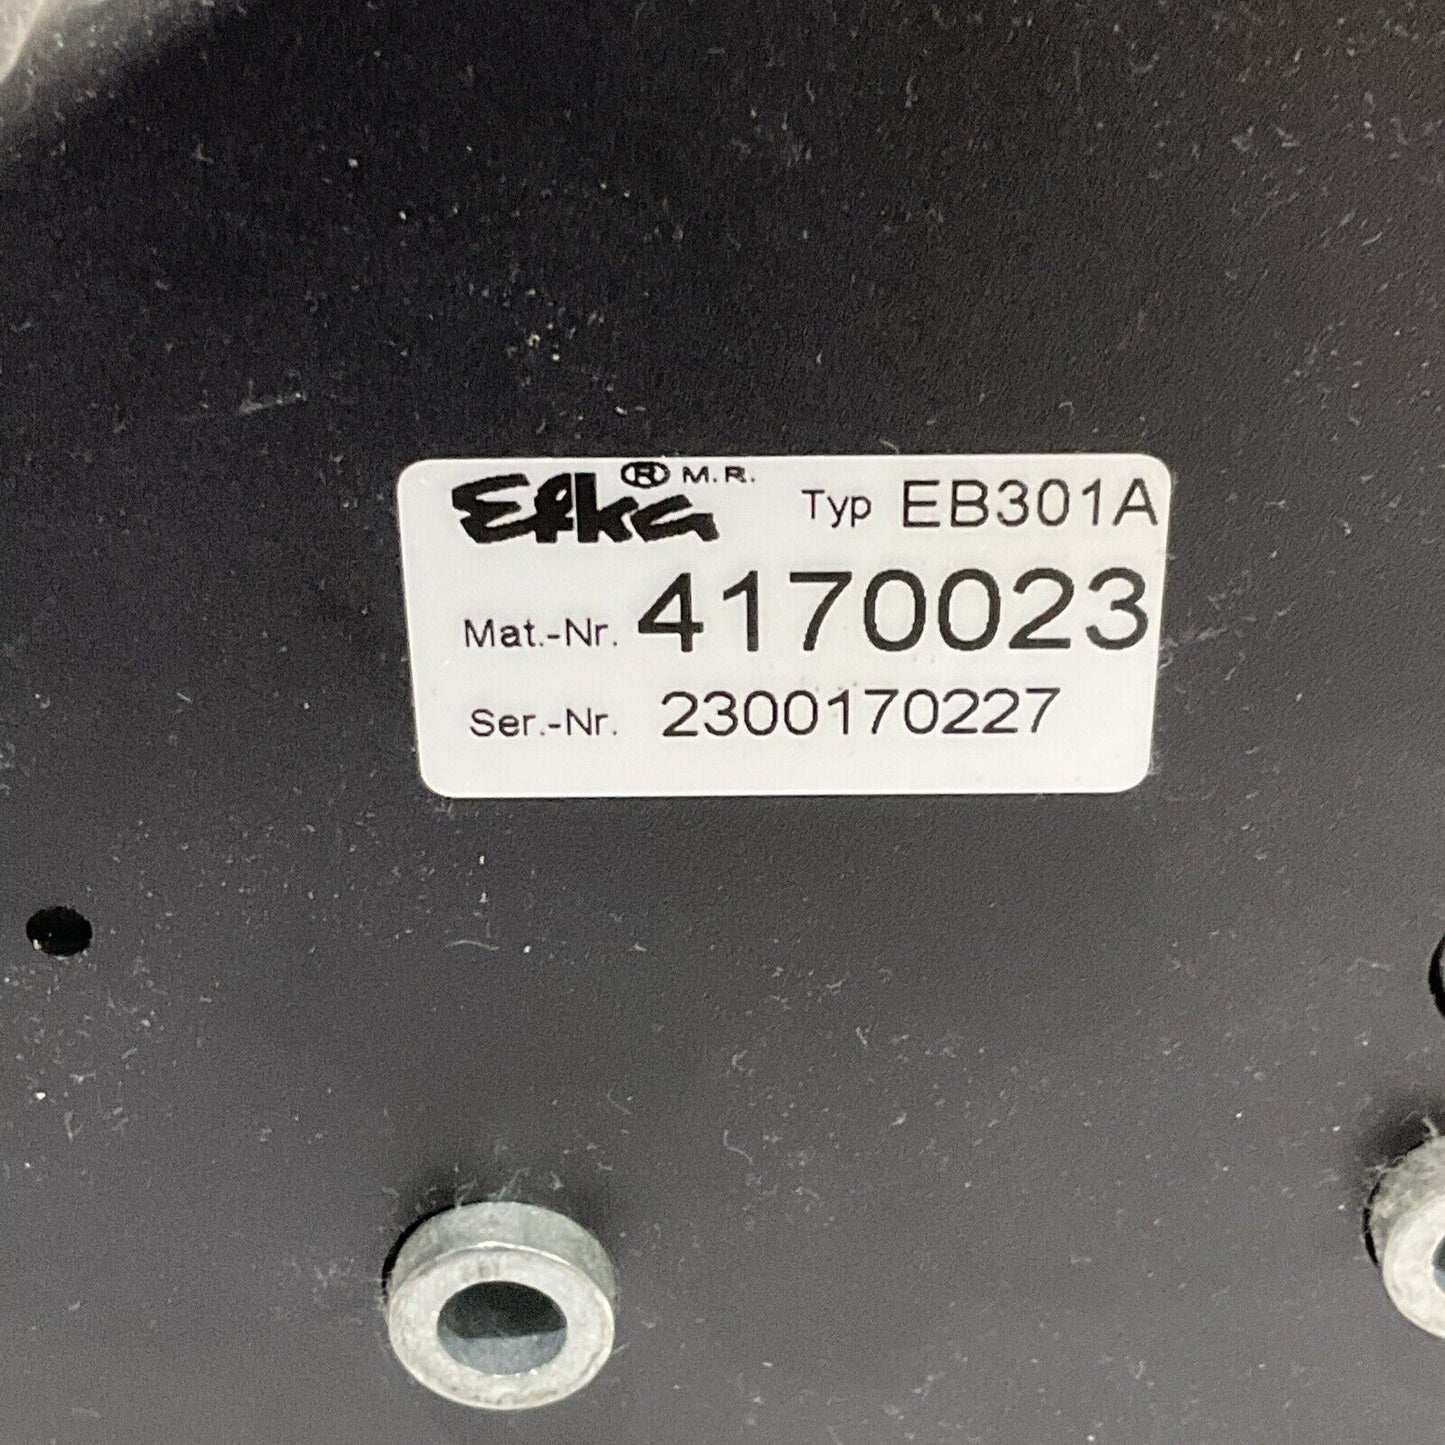 Efka ® M.R. Typ EB301A
Mat.-Nr. 4170023
Ser.-Nr. 2300170227